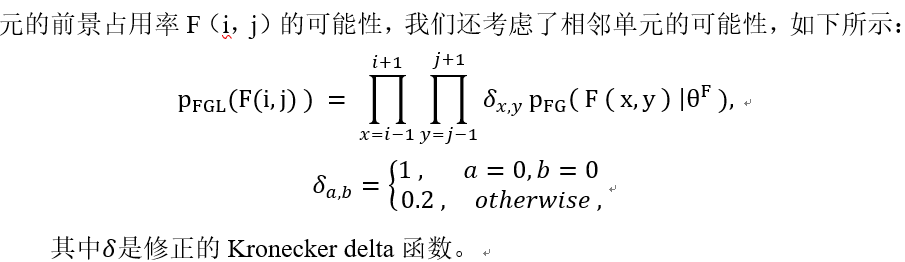 元的前景占用率 F（i，j）的可能性，我们还考虑了相邻单元的可能性，如下所示：
p_FGL(F(i,j)) = ∏_{x=i−1}^{i+1} ∏_{y=j−1}^{j+1} δ_{x,y} p_FG( F ( x,y ) |θ^F ),
δ_{a,b} = {1 , a = 0, b = 0
0.2 , otherwise ,
其中δ是修正的 Kronecker delta 函数。